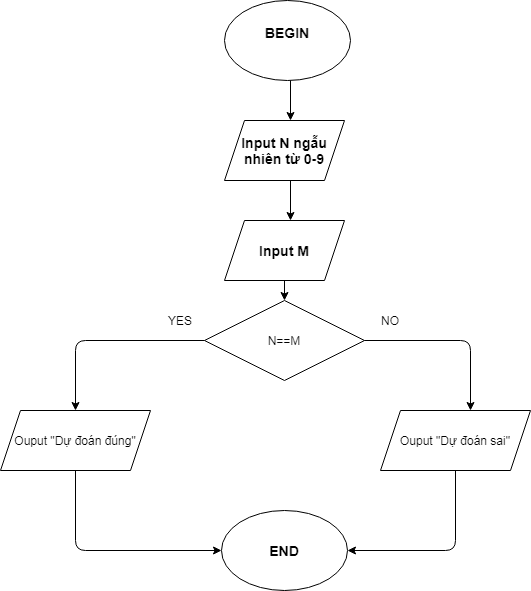 BEGIN
Input N ngẫu
nhiên từ 0-9
Input M
YES
NO
N==M
Ouput "Dự đoán đúng"
Ouput "Dự đoán sai"
END